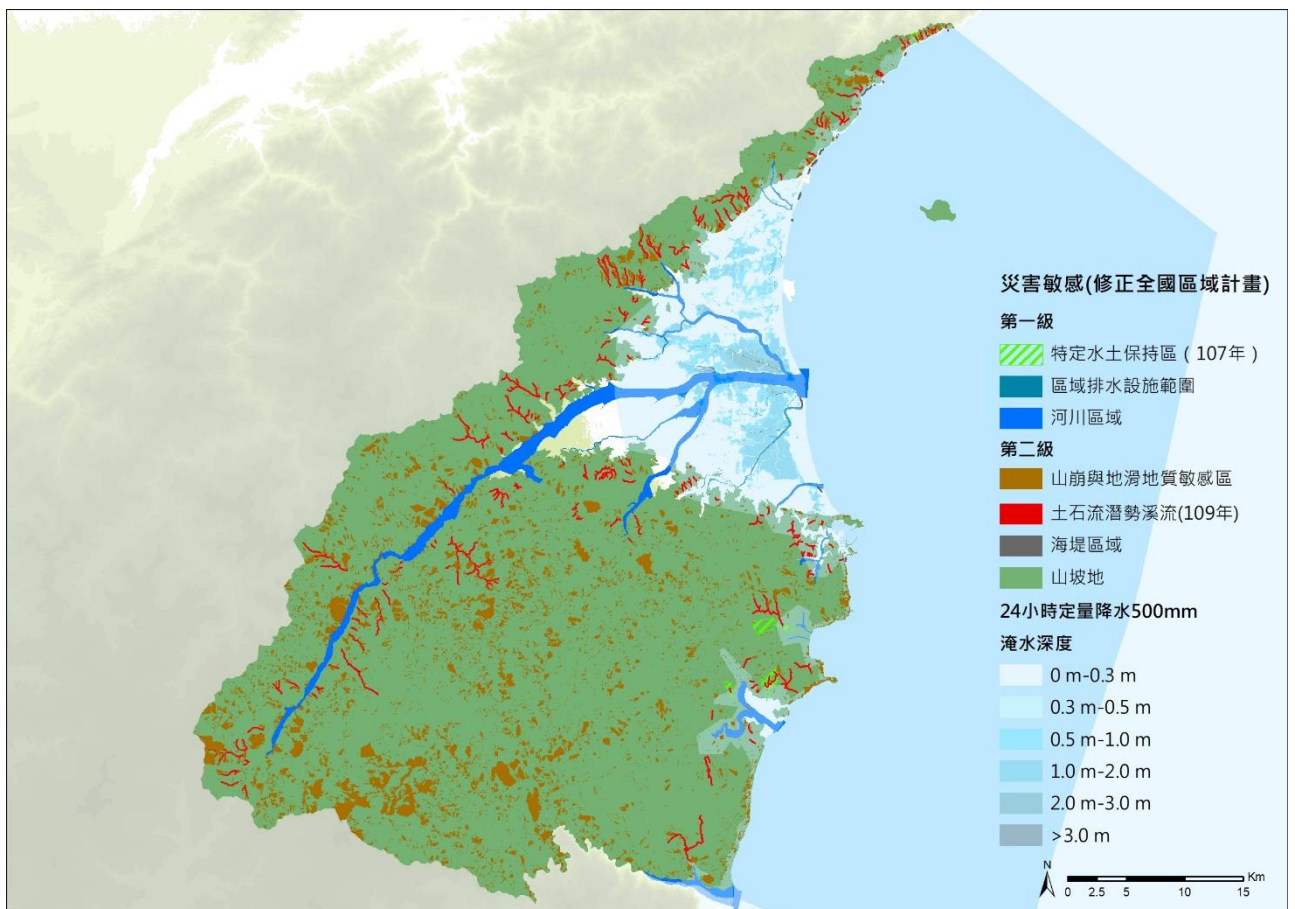 災害敏感(修正全國區域計畫)
第一級
特定水土保持區（107年）
區域排水設施範圍
河川區域
第二級
山崩與地滑地質敏感區
土石流潛勢溪流(109年)
海堤區域
山坡地
24小時定量降水500mm
淹水深度
0 m-0.3 m
0.3 m-0.5 m
0.5 m-1.0 m
1.0 m-2.0 m
2.0 m-3.0 m
>3.0 m
N
Km
0 2.5 5 10 15